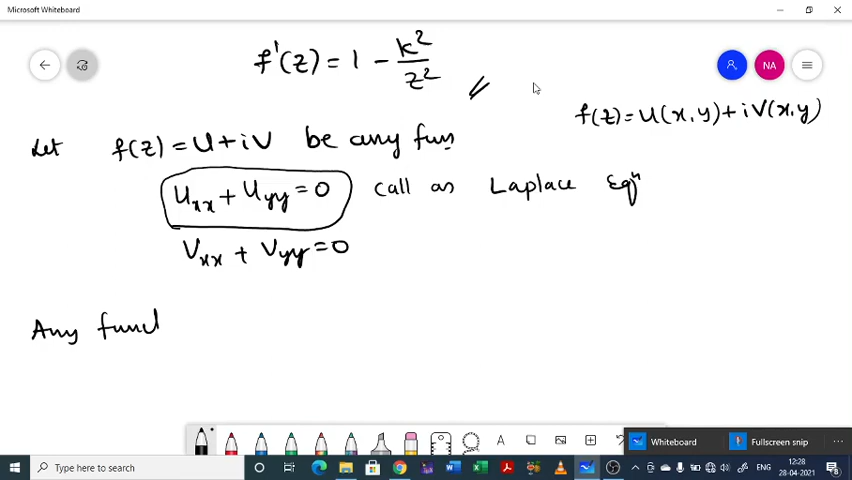 Microsoft Whiteboard
f'(z) = 1 - k²/z²
f(z) = U(x,y) + iV(x,y)
Let f(z) = U + iV be any fun
Uxx + Uyy = 0 call as Laplace Eqⁿ
Vxx + Vyy = 0
Any funct
NA
Whiteboard
Fullscreen snip
Type here to search
ENG
12:28
28-04-2021